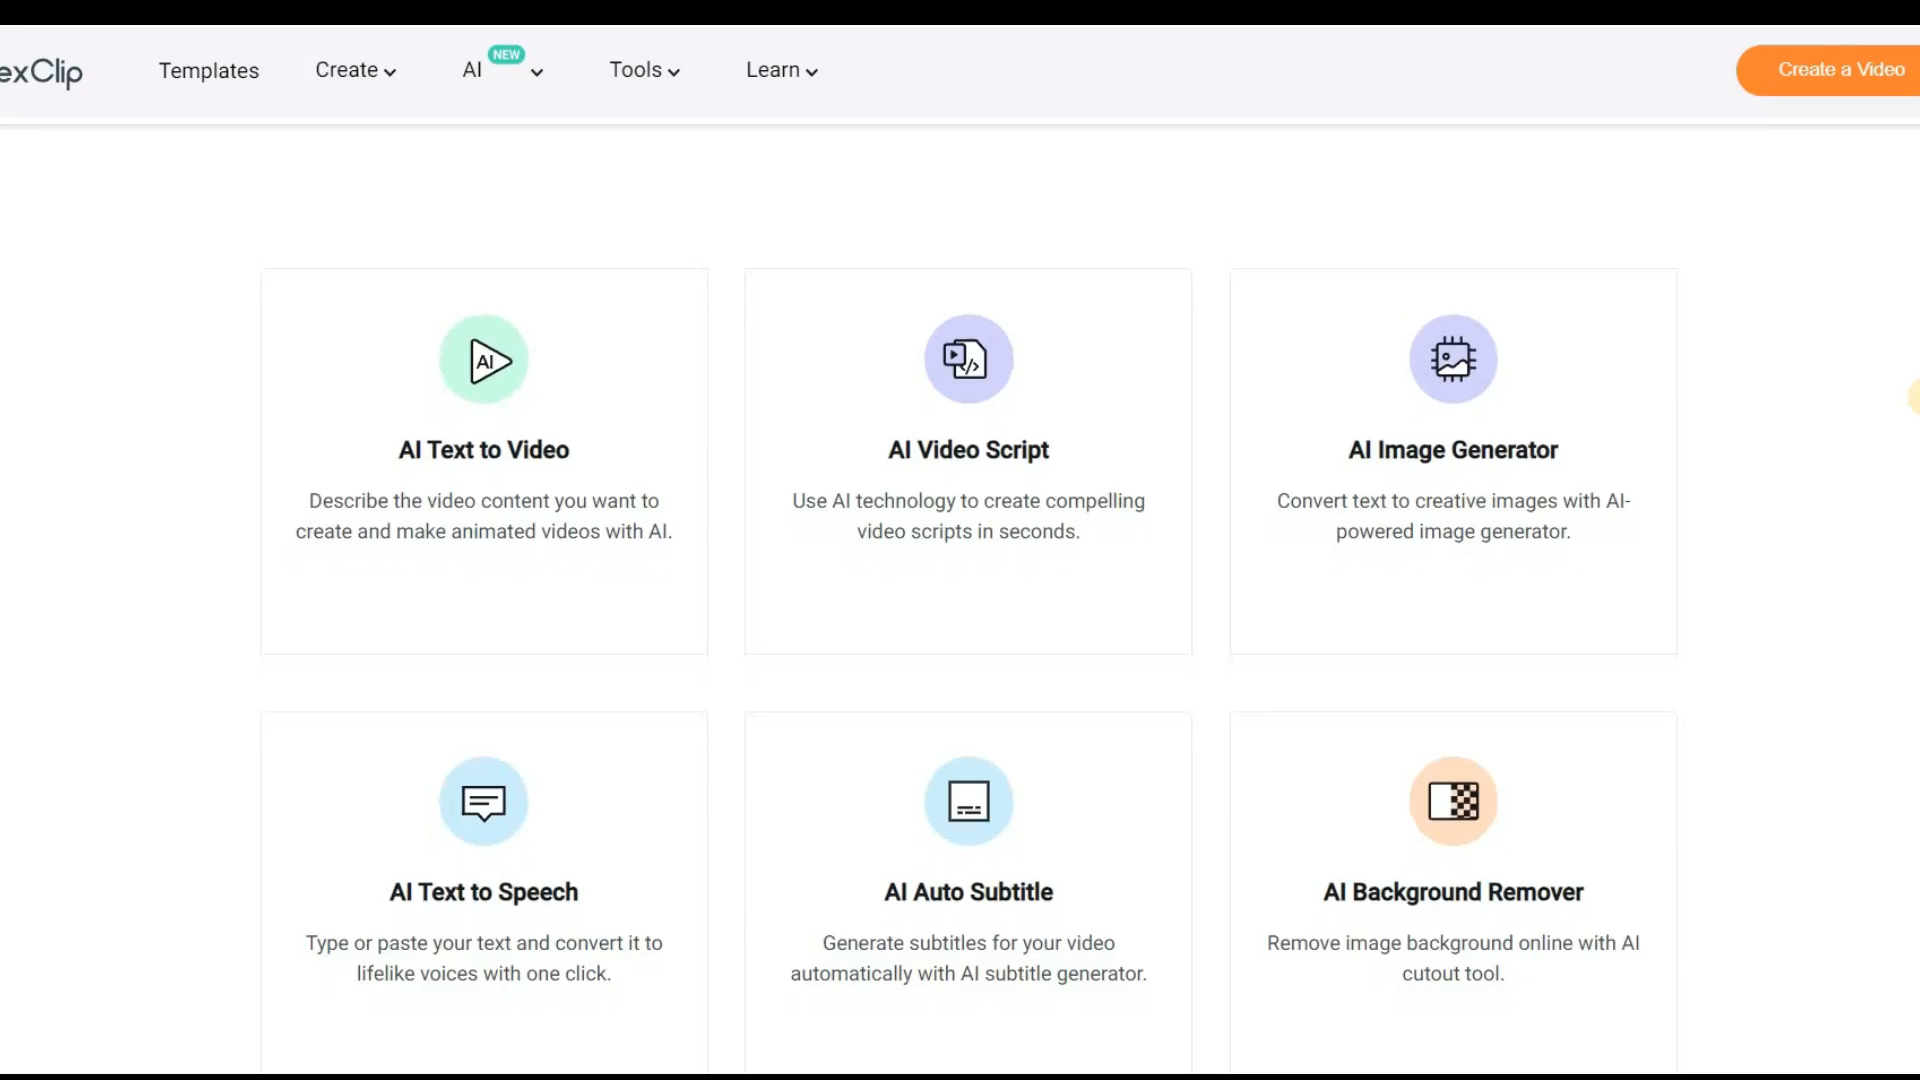 exClip
Templates
Create
AI
NEW
Tools
Learn
Create a Video
AI
AI Text to Video
Describe the video content you want to
create and make animated videos with AI.
AI Video Script
Use AI technology to create compelling
video scripts in seconds.
AI Image Generator
Convert text to creative images with AI-
powered image generator.
AI Text to Speech
Type or paste your text and convert it to
lifelike voices with one click.
AI Auto Subtitle
Generate subtitles for your video
automatically with AI subtitle generator.
AI Background Remover
Remove image background online with AI
cutout tool.